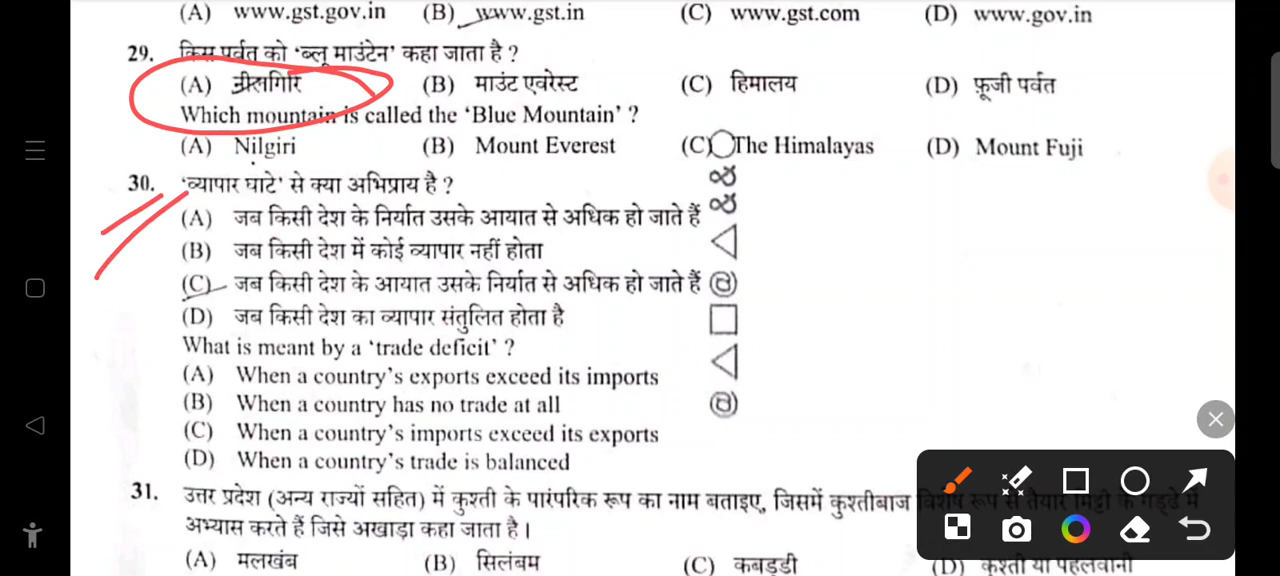 (A) www.gst.gov.in (B) www.gst.in (C) www.gst.com (D) www.gov.in
29. किस पर्वत को ‘ब्लू माउंटेन’ कहा जाता है ?
(A) नीलगिरि (B) माउंट एवरेस्ट (C) हिमालय (D) फ़ूजी पर्वत
Which mountain is called the ‘Blue Mountain’ ?
(A) Nilgiri (B) Mount Everest (C) The Himalayas (D) Mount Fuji
30. ‘व्यापार घाटे’ से क्या अभिप्राय है ?
(A) जब किसी देश के निर्यात उसके आयात से अधिक हो जाते हैं
(B) जब किसी देश में कोई व्यापार नहीं होता
(C) जब किसी देश के आयात उसके निर्यात से अधिक हो जाते हैं
(D) जब किसी देश का व्यापार संतुलित होता है
What is meant by a ‘trade deficit’ ?
(A) When a country’s exports exceed its imports
(B) When a country has no trade at all
(C) When a country’s imports exceed its exports
(D) When a country’s trade is balanced
31. उत्तर प्रदेश (अन्य राज्यों सहित) में कुश्ती के पारंपरिक रूप का नाम बताइए, जिसमें कुश्तीबाज विशेष रूप से तैयार मिट्टी के गड्ढे में
अभ्यास करते हैं जिसे अखाड़ा कहा जाता है ।
(A) मलखंब (B) सिलंबम (C) कबड्डी (D) कुश्ती या पहलवानी